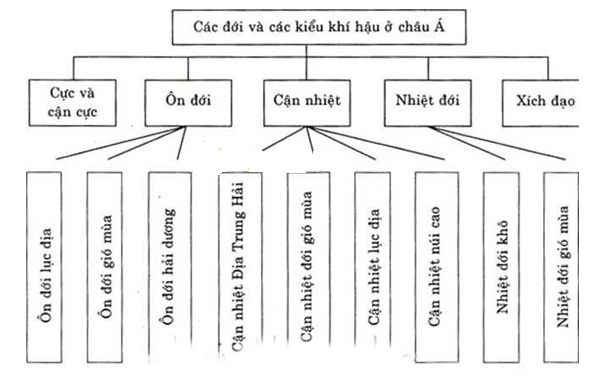 Các đới và các kiểu khí hậu ở châu Á
Cực và
cận cực
Ôn đới
Cận nhiệt
Nhiệt đới
Xích đạo
Ôn đới lục địa
Ôn đới gió mùa
Ôn đới hải dương
Cận nhiệt Địa Trung Hải
Cận nhiệt đới gió mùa
Cận nhiệt lục địa
Cận nhiệt núi cao
Nhiệt đới khô
Nhiệt đới gió mùa